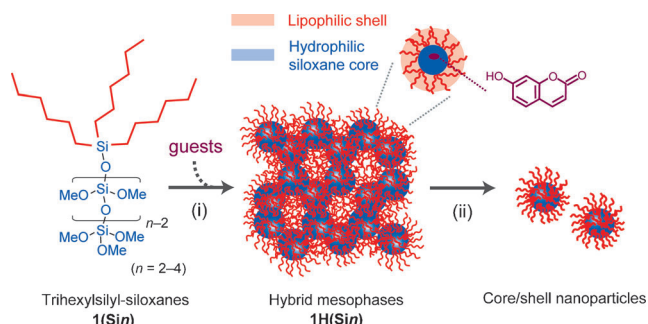 Lipophilic shell
Hydrophilic
siloxane core
HO
O
O
Si
O
MeO
Si
OMe
O
n–2
MeO
Si
OMe
MeO
OMe
(n = 2–4)
guests
(i)
(ii)
Trihexylsilyl-siloxanes
1(Sin)
Hybrid mesophases
1H(Sin)
Core/shell nanoparticles